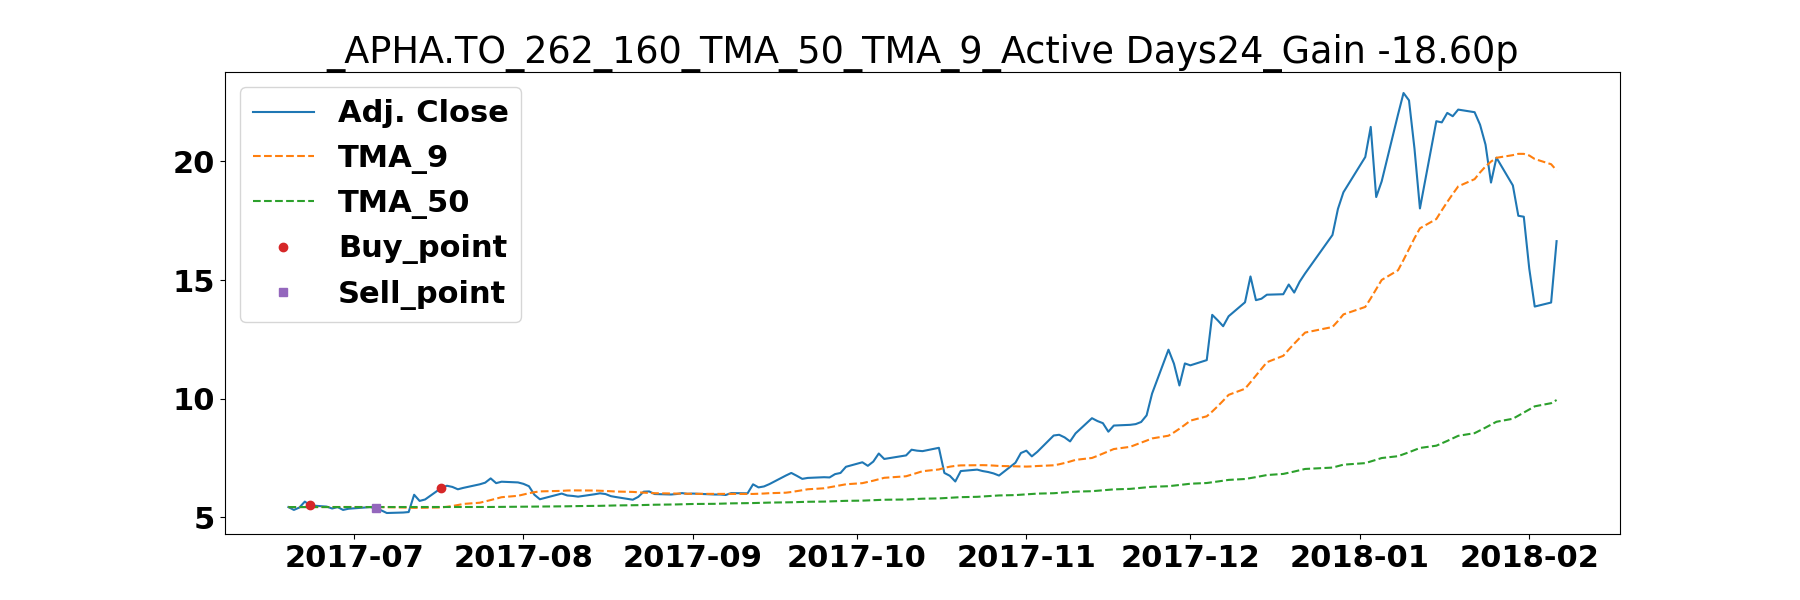 _APHA.TO_262_160_TMA_50_TMA_9_Active Days24_Gain -18.60p
Adj. Close
TMA_9
TMA_50
Buy_point
Sell_point
20
15
10
5
2017-07 2017-08 2017-09 2017-10 2017-11 2017-12 2018-01 2018-02